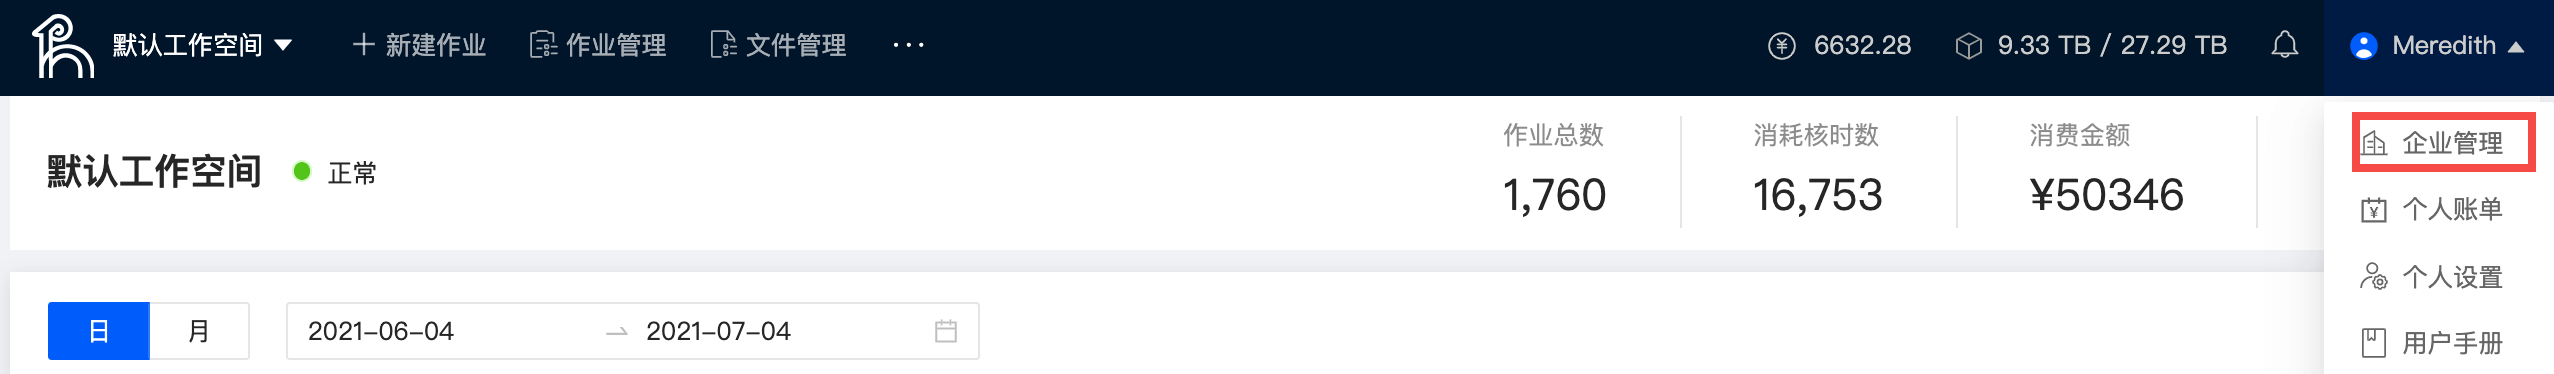 默认工作空间 新建作业 作业管理 文件管理 ··· 6632.28 9.33 TB / 27.29 TB Meredith
企业管理
个人账单
个人设置
用户手册
默认工作空间 正常
作业总数
1,760
消耗核时数
16,753
消费金额
¥50346
日 月 2021-06-04 2021-07-04